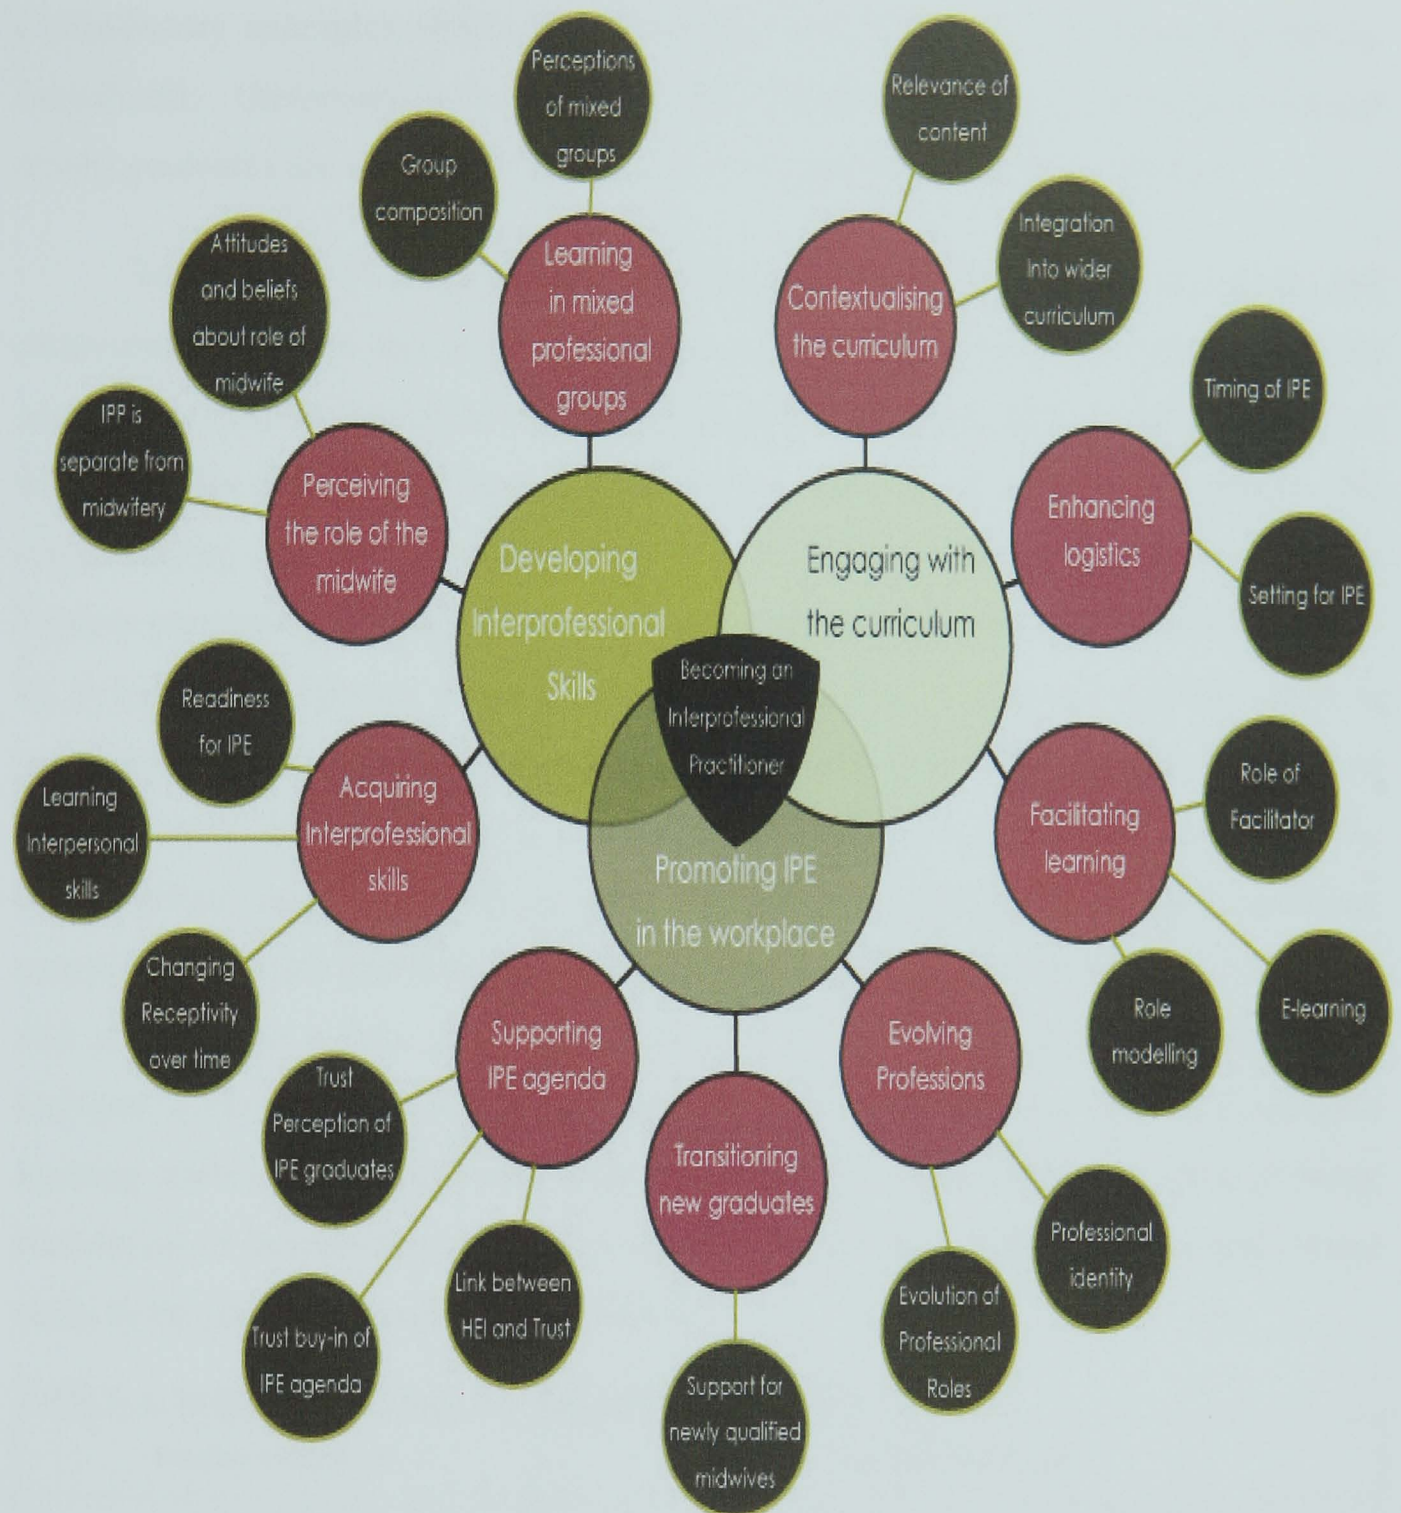 Perceptions
of mixed
groups
Group
composition
Attitudes
and beliefs
about role of
midwife
IPP is
separate from
midwifery
Learning
in mixed
professional
groups
Perceiving
the role of the
midwife
Relevance of
content
Integration
Into wider
curriculum
Contextualising
the curriculum
Timing of IPE
Setting for IPE
Enhancing
logistics
Developing
Interprofessional
Skills
Engaging with
the curriculum
Becoming an
Interprofessional
Practitioner
Promoting IPE
in the workplace
Readiness
for IPE
Learning
Interpersonal
skills
Changing
Receptivity
over time
Acquiring
Interprofessional
skills
Facilitating
learning
Role of
Facilitator
E-learning
Role
modelling
Supporting
IPE agenda
Trust
Perception of
IPE graduates
Trust buy-in of
IPE agenda
Link between
HEI and Trust
Transitioning
new graduates
Support for
newly qualified
midwives
Evolving
Professions
Evolution of
Professional
Roles
Professional
identity